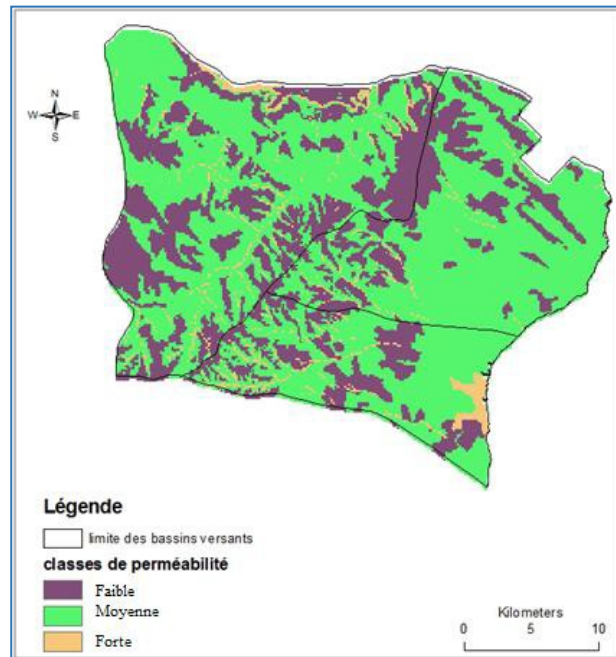 N
W E
S
Légende
limite des bassins versants
classes de perméabilité
Faible
Moyenne
Forte
Kilometers
0 5 10